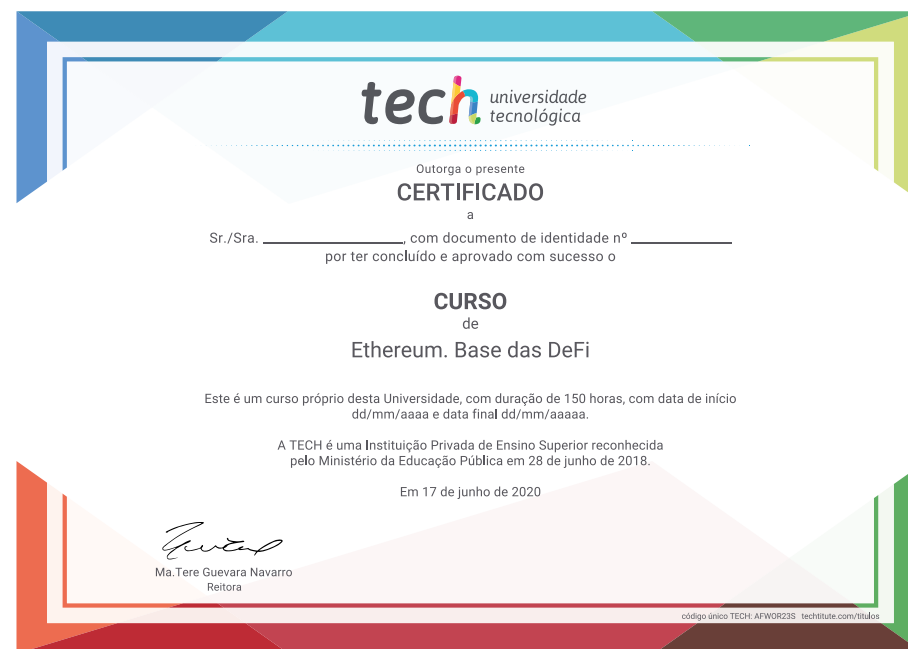 tech universidade
tecnológica
Outorga o presente
CERTIFICADO
a
Sr./Sra. ____________, com documento de identidade nº ____________
por ter concluído e aprovado com sucesso o
CURSO
de
Ethereum. Base das DeFi
Este é um curso próprio desta Universidade, com duração de 150 horas, com data de início
dd/mm/aaaa e data final dd/mm/aaaaa.
A TECH é uma Instituição Privada de Ensino Superior reconhecida
pelo Ministério da Educação Pública em 28 de junho de 2018.
Em 17 de junho de 2020
Ma.Tere Guevara Navarro
Reitora
código único TECH: AFWOR23S techtitute.com/titulos